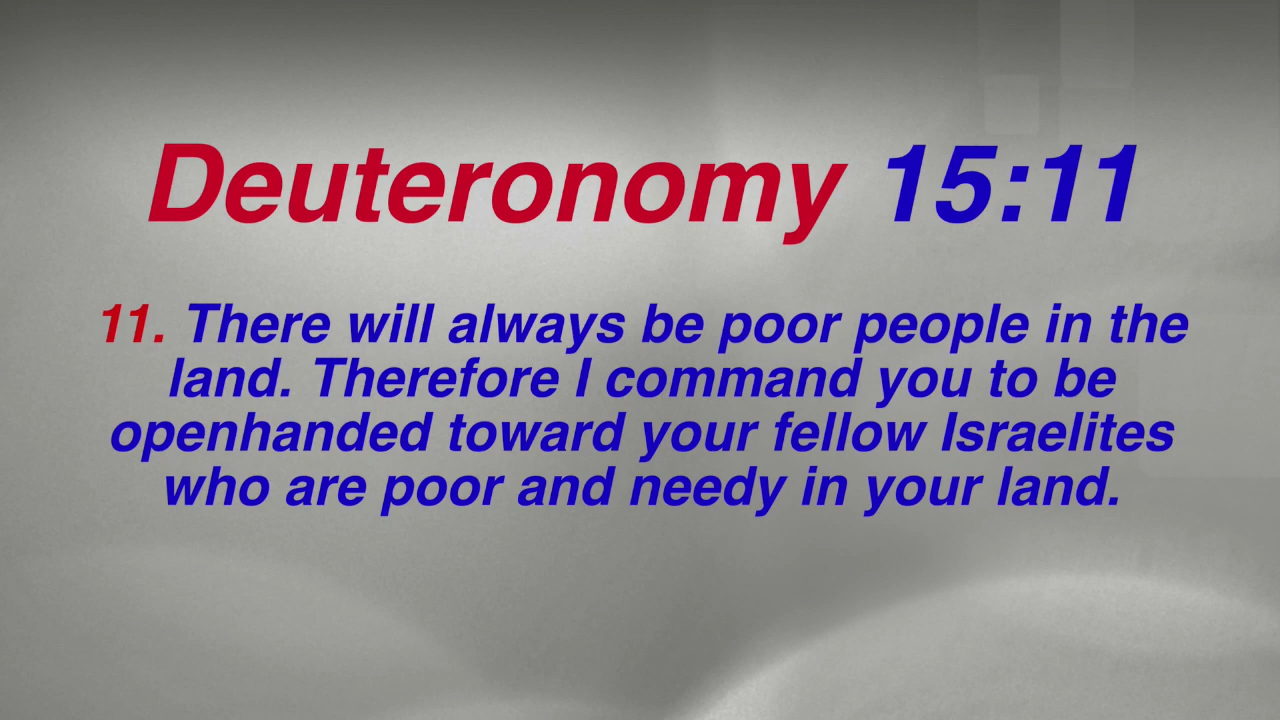 Deuteronomy 15:11
11. There will always be poor people in the
land. Therefore I command you to be
openhanded toward your fellow Israelites
who are poor and needy in your land.